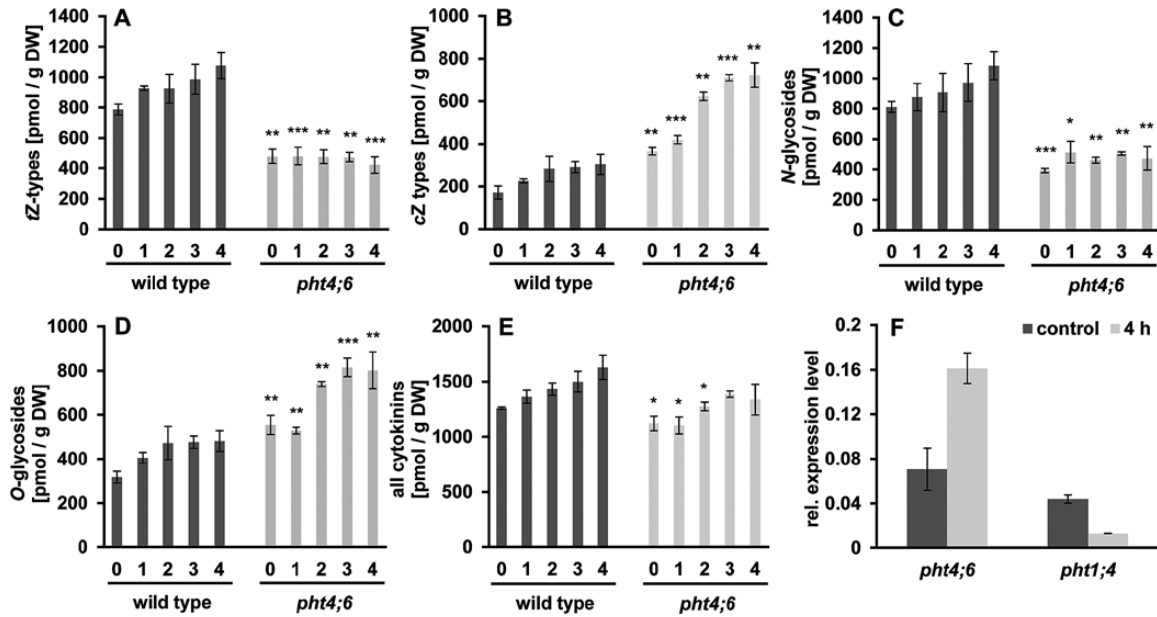 A
tZ-types [pmol / g DW]
1400
1200
1000
800
600
400
200
0
** *** ** ** ***
0 1 2 3 4 0 1 2 3 4
wild type pht4;6
B
cZ types [pmol / g DW]
1000
800
600
400
200
0
** *** ** *** **
0 1 2 3 4 0 1 2 3 4
wild type pht4;6
C
N-glycosides
[pmol / g DW]
1400
1200
1000
800
600
400
200
0
*** * ** ** **
0 1 2 3 4 0 1 2 3 4
wild type pht4;6
D
O-glycosides
[pmol / g DW]
1000
800
600
400
200
0
** ** ** *** **
0 1 2 3 4 0 1 2 3 4
wild type pht4;6
E
all cytokinins
[pmol / g DW]
2000
1500
1000
500
0
* * *
0 1 2 3 4 0 1 2 3 4
wild type pht4;6
F
control 4 h
rel. expression level
0.2
0.16
0.12
0.08
0.04
0
pht4;6 pht1;4